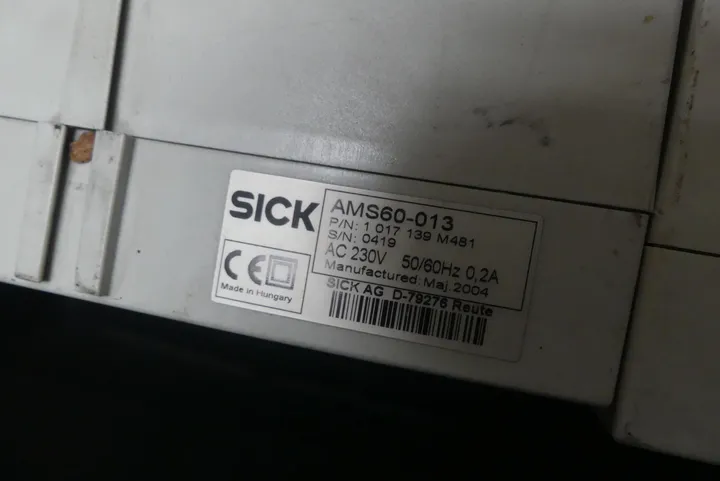 SICK
AMS60-013
P/N: 1 017 139 M481
S/N: 0419
AC 230V 50/60Hz 0,2A
Manufactured: Maj.2004
CE
Made in Hungary
SICK AG D-79276 Reute